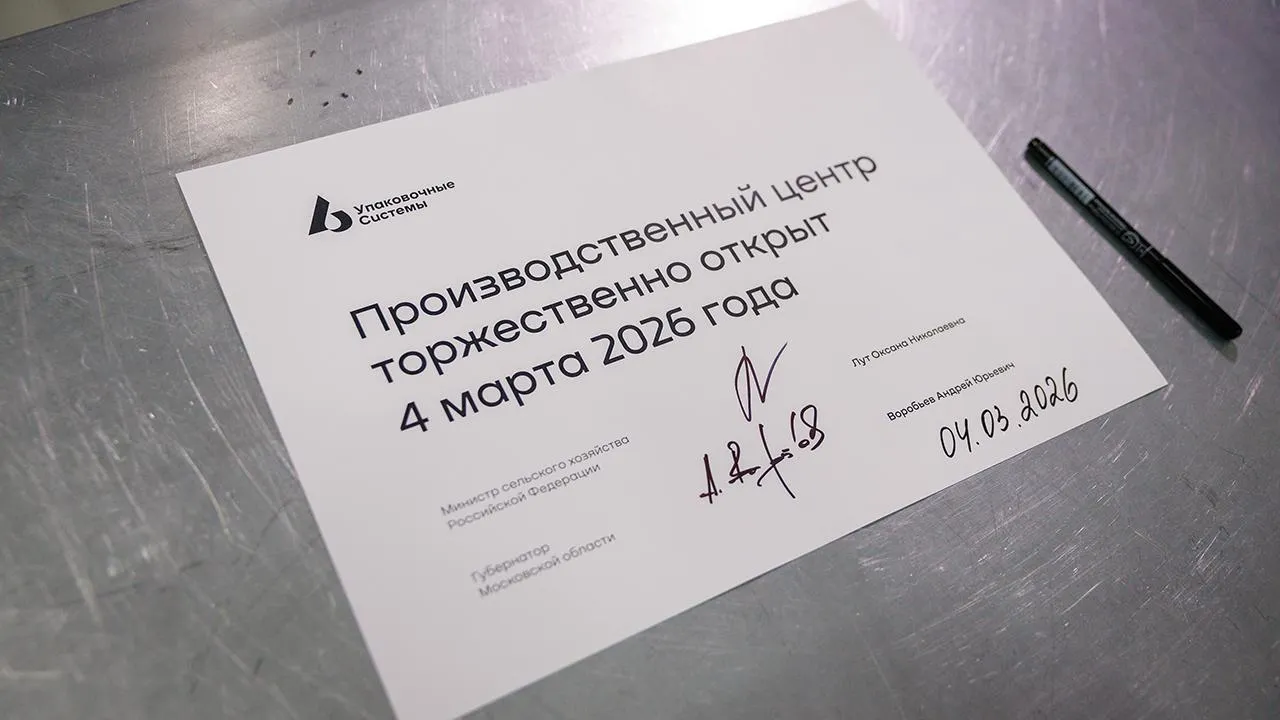 Упаковочные
Системы
Производственный центр
торжественно открыт
4 марта 2026 года
Министр сельского хозяйства
Российской Федерации
Лут Оксана Николаевна
Губернатор
Московской области
Воробьев Андрей Юрьевич
04.03.2026